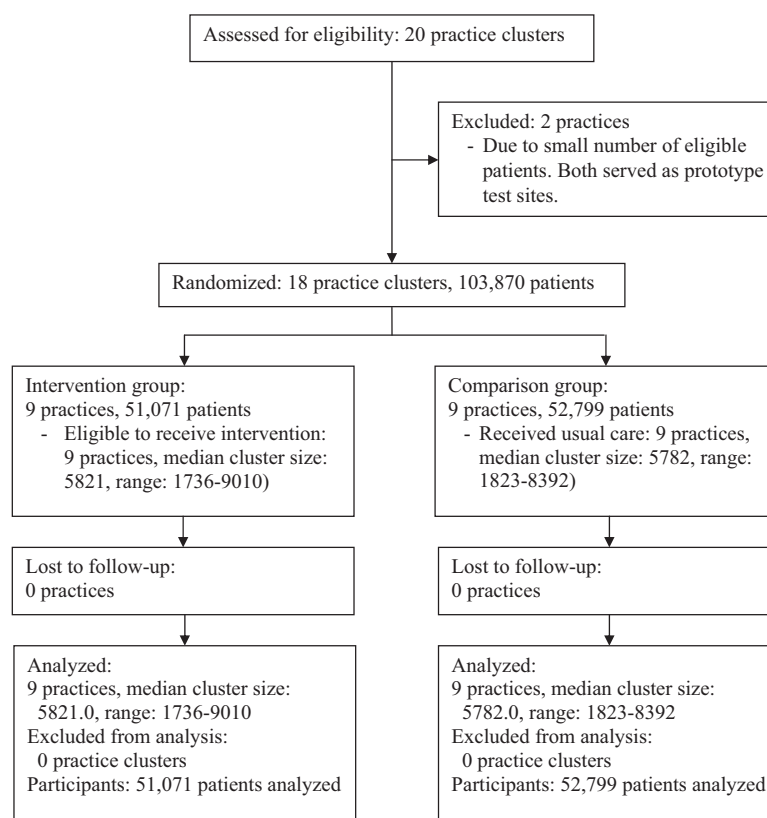 Assessed for eligibility: 20 practice clusters
Excluded: 2 practices
- Due to small number of eligible
patients. Both served as prototype
test sites.
Randomized: 18 practice clusters, 103,870 patients
Intervention group:
9 practices, 51,071 patients
- Eligible to receive intervention:
9 practices, median cluster size:
5821, range: 1736-9010)
Comparison group:
9 practices, 52,799 patients
- Received usual care: 9 practices,
median cluster size: 5782, range:
1823-8392)
Lost to follow-up:
0 practices
Lost to follow-up:
0 practices
Analyzed:
9 practices, median cluster size:
5821.0, range: 1736-9010
Excluded from analysis:
0 practice clusters
Participants: 51,071 patients analyzed
Analyzed:
9 practices, median cluster size:
5782.0, range: 1823-8392
Excluded from analysis:
0 practice clusters
Participants: 52,799 patients analyzed